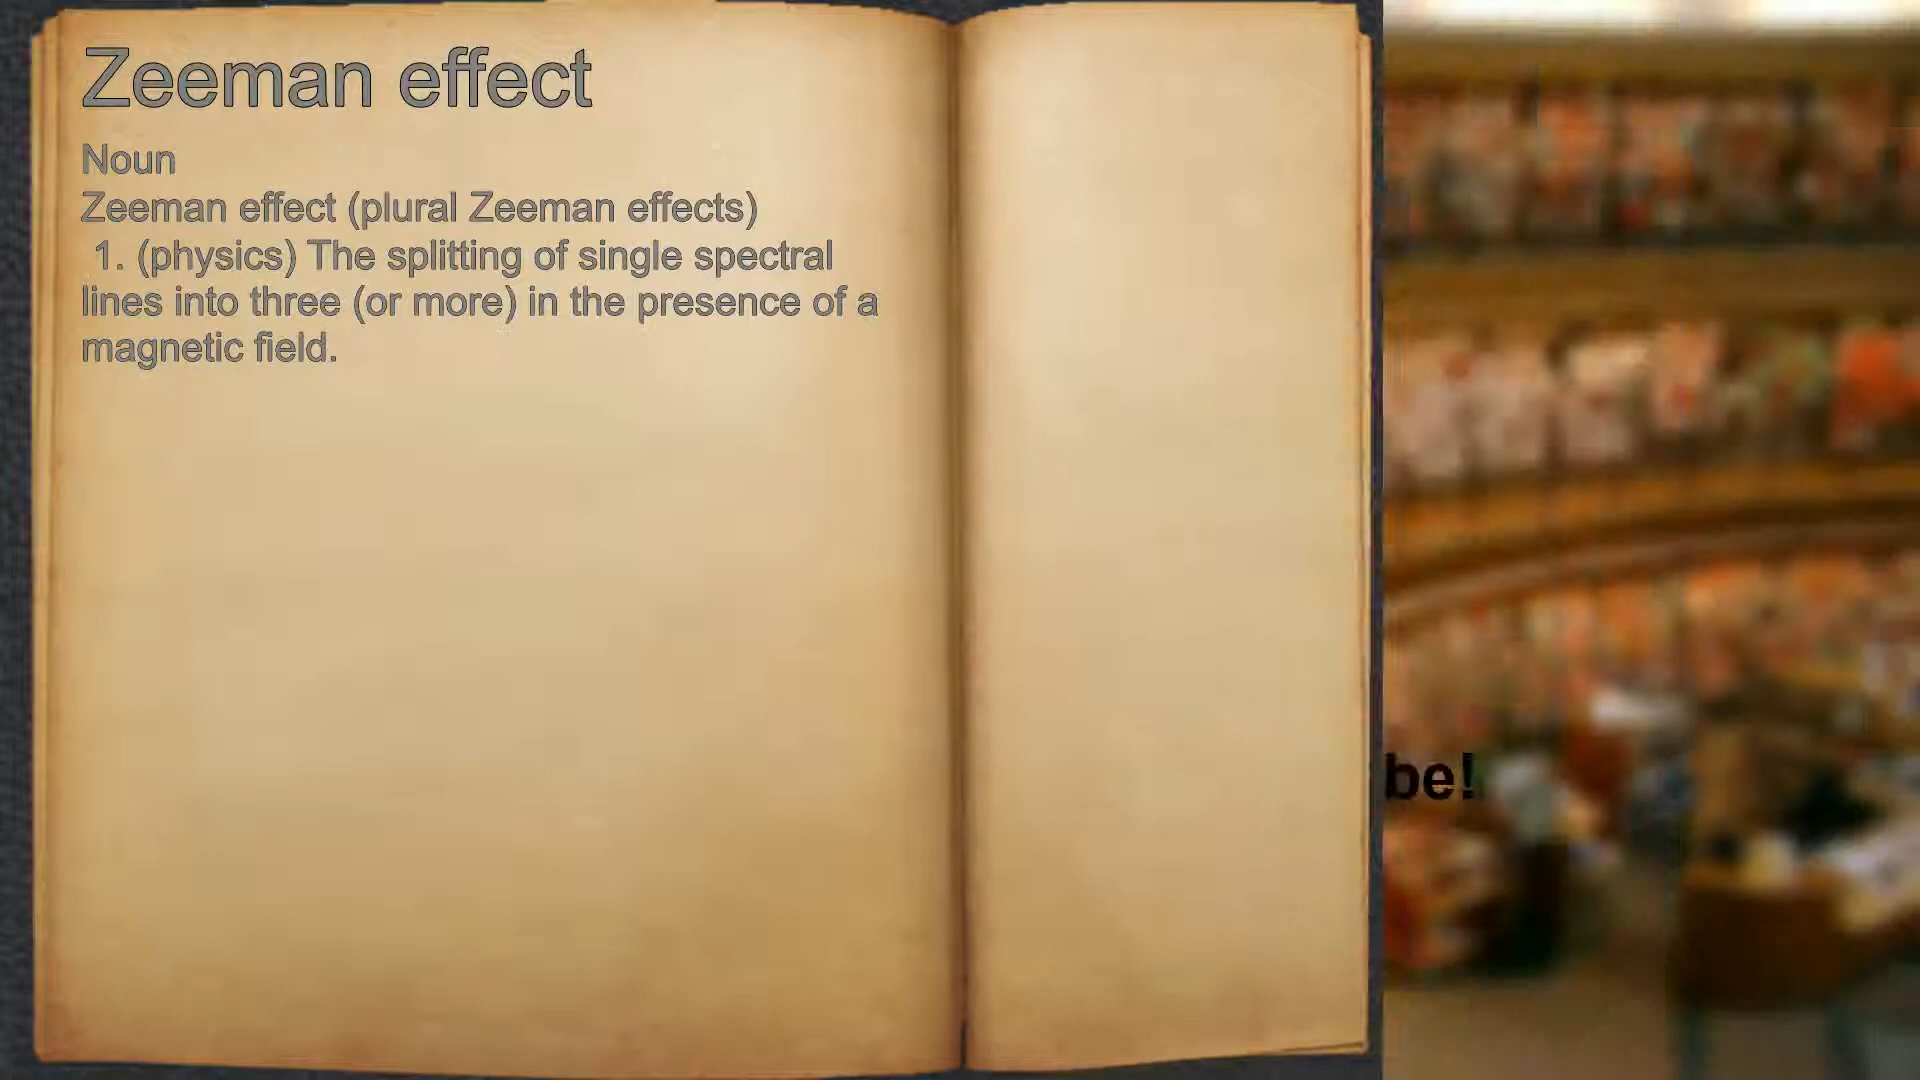 Zeeman effect
Noun
Zeeman effect (plural Zeeman effects)
1. (physics) The splitting of single spectral
lines into three (or more) in the presence of a
magnetic field.
be!